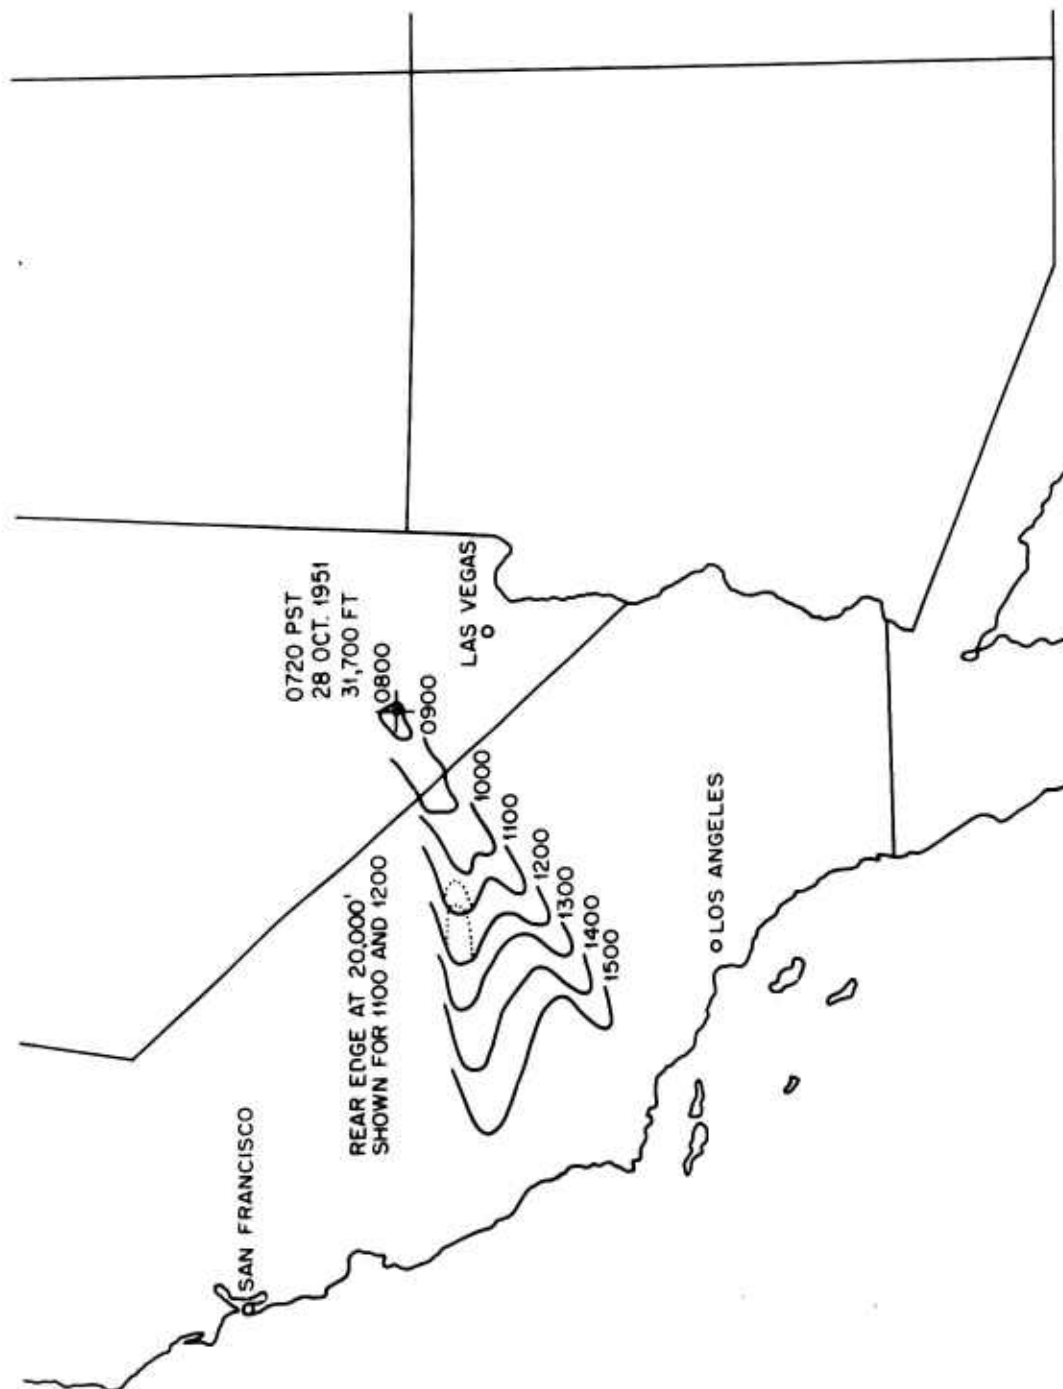 0720 PST
28 OCT. 1951
31,700 FT
0800
0900
1000
1100
1200
1300
1400
1500
LAS VEGAS
REAR EDGE AT 20,000'
SHOWN FOR 1100 AND 1200
LOS ANGELES
SAN FRANCISCO